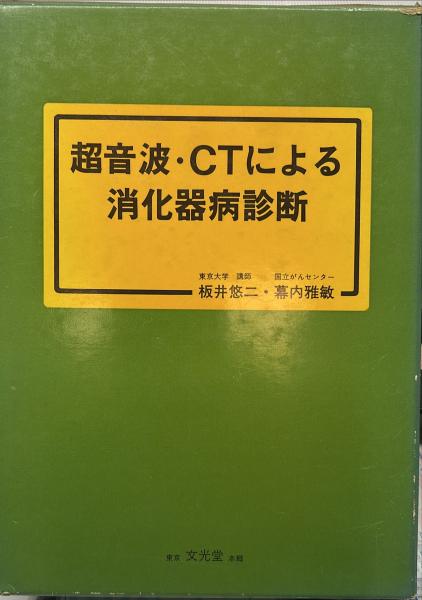 超音波・CTによる
消化器病診断
東京大学 講師 国立がんセンター
板井悠二・幕内雅敏
東京 文光堂 本郷